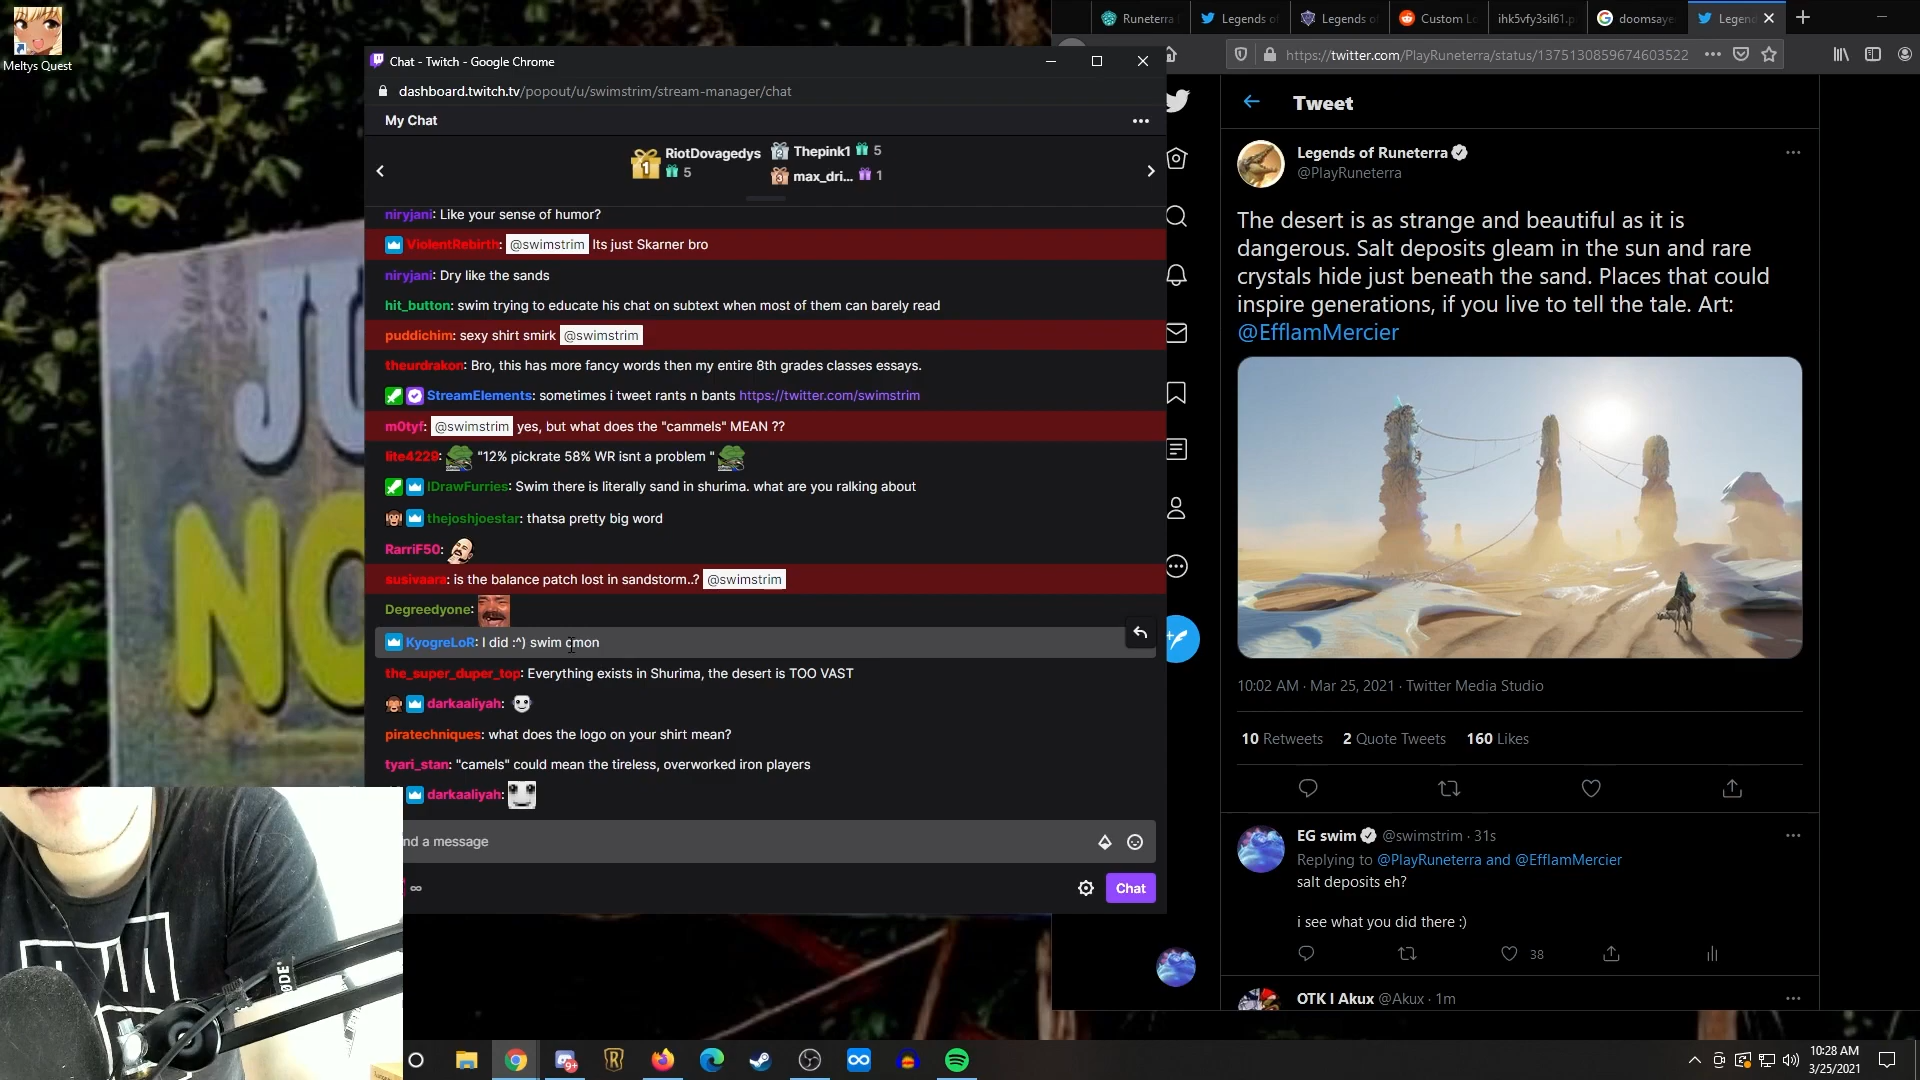 Meltys Quest
JO
NO
Chat - Twitch - Google Chrome
dashboard.twitch.tv/popout/u/swimstrim/stream-manager/chat
My Chat
1 RiotDovagedys 5
2 Thepink1 5
3 max_dri... 1
niryjani: Like your sense of humor?
ViolentRebirth: @swimstrim Its just Skarner bro
niryjani: Dry like the sands
hit_button: swim trying to educate his chat on subtext when most of them can barely read
puddichim: sexy shirt smirk @swimstrim
theurdrakon: Bro, this has more fancy words then my entire 8th grades classes essays.
StreamElements: sometimes i tweet rants n bants https://twitter.com/swimstrim
m0tyf: @swimstrim yes, but what does the "cammels" MEAN ??
lite4229: "12% pickrate 58% WR isnt a problem "
IDrawFurries: Swim there is literally sand in shurima. what are you ralking about
thejoshjoestar: thatsa pretty big word
RarriF50:
susivaara: is the balance patch lost in sandstorm..? @swimstrim
Degreedyone:
KyogreLoR: I did :^) swim cmon
the_super_duper_top: Everything exists in Shurima, the desert is TOO VAST
darkaaliyah:
piratechniques: what does the logo on your shirt mean?
tyari_stan: "camels" could mean the tireless, overworked iron players
darkaaliyah:
nd a message
∞
Chat
Runeterra
Legends o
Legends of
Custom Lo
ihk5vfy3sil61.p
doomsaye
Legend
https://twitter.com/PlayRuneterra/status/1375130859674603522
Tweet
Legends of Runeterra
@PlayRuneterra
The desert is as strange and beautiful as it is
dangerous. Salt deposits gleam in the sun and rare
crystals hide just beneath the sand. Places that could
inspire generations, if you live to tell the tale. Art:
@EfflamMercier
10:02 AM · Mar 25, 2021 · Twitter Media Studio
10 Retweets 2 Quote Tweets 160 Likes
EG swim @swimstrim · 31s
Replying to @PlayRuneterra and @EfflamMercier
salt deposits eh?
i see what you did there :)
38
OTK I Akux @Akux · 1m
10:28 AM
3/25/2021